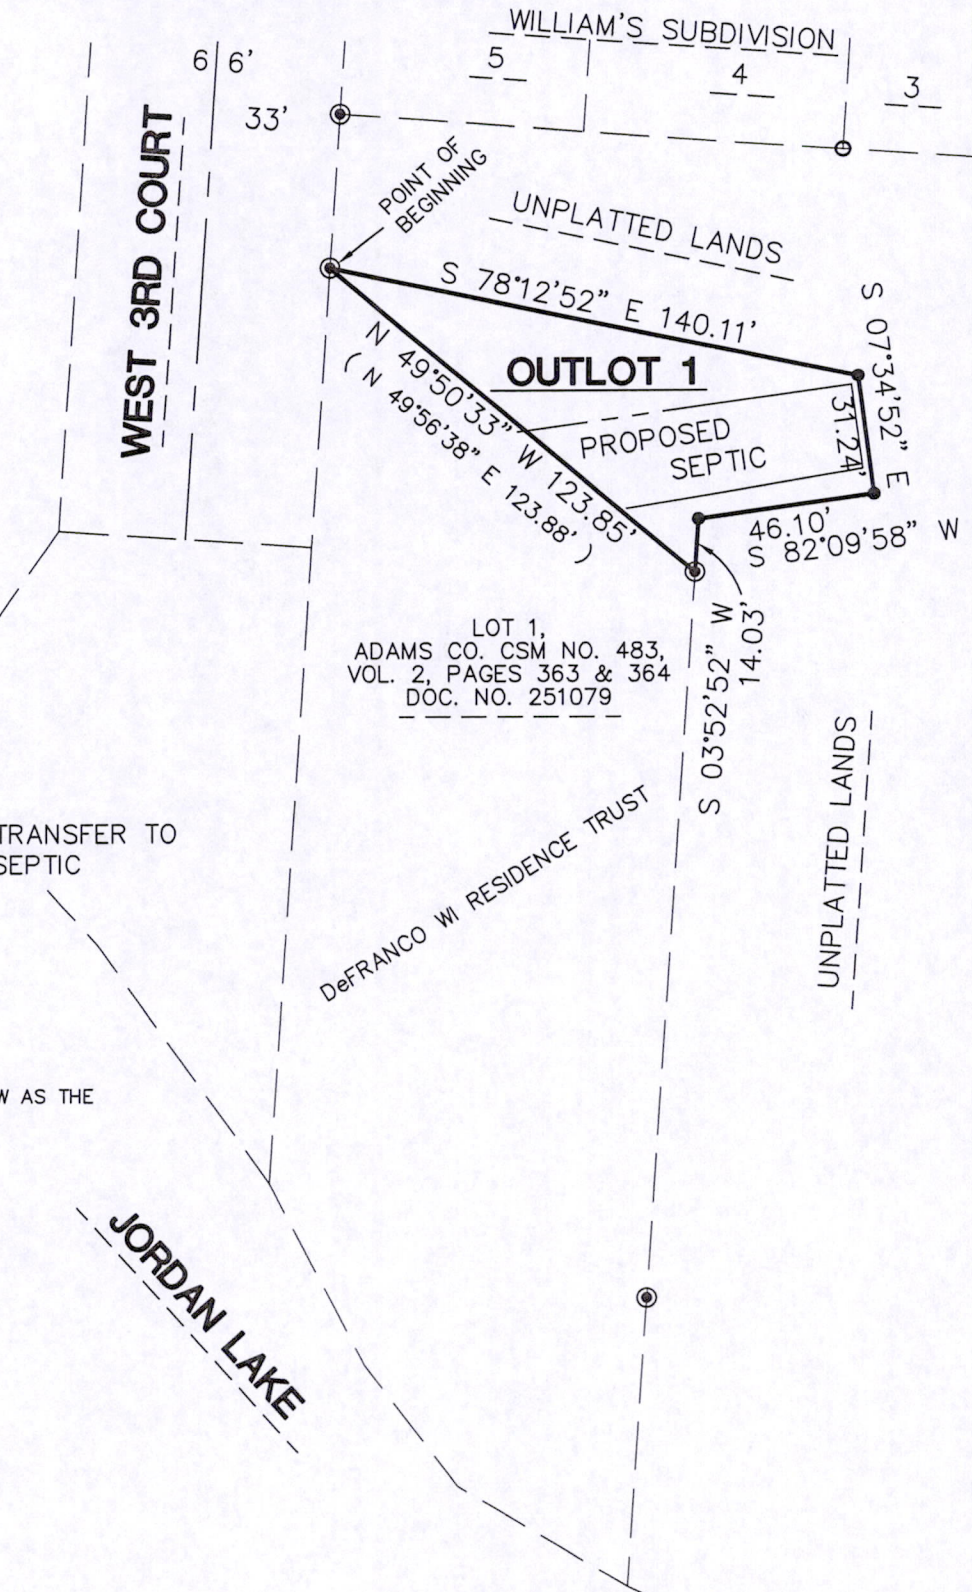 WILLIAM'S SUBDIVISION
5
4
3
6 6'
33'
WEST 3RD COURT
POINT OF
BEGINNING
UNPLATTED LANDS
S 78°12'52" E 140.11'
S 07°34'52" E
31.24'
OUTLOT 1
N 49°50'33" W 123.85'
( N 49°56'38" E 123.88' )
PROPOSED
SEPTIC
46.10'
S 82°09'58" W
S 03°52'52" W
14.03'
LOT 1,
ADAMS CO. CSM NO. 483,
VOL. 2, PAGES 363 & 364
DOC. NO. 251079
UNPLATTED LANDS
DeFRANCO WI RESIDENCE TRUST
TRANSFER TO
SEPTIC
W AS THE
JORDAN LAKE